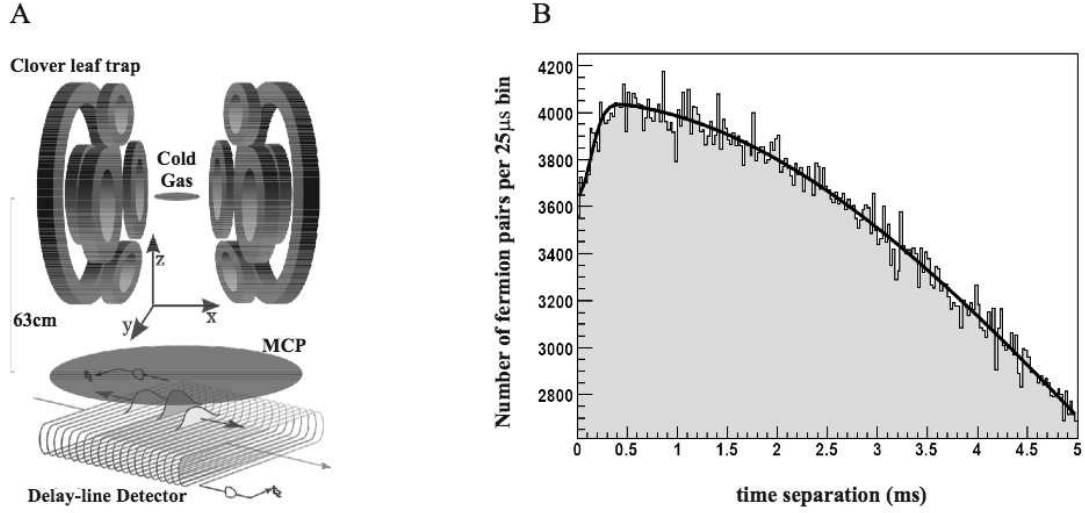 A
Clover leaf trap
Cold
Gas
z
y
x
63cm
MCP
Delay-line Detector
B
Number of fermion pairs per 25μs bin
4200
4000
3800
3600
3400
3200
3000
2800
0 0.5 1 1.5 2 2.5 3 3.5 4 4.5 5
time separation (ms)